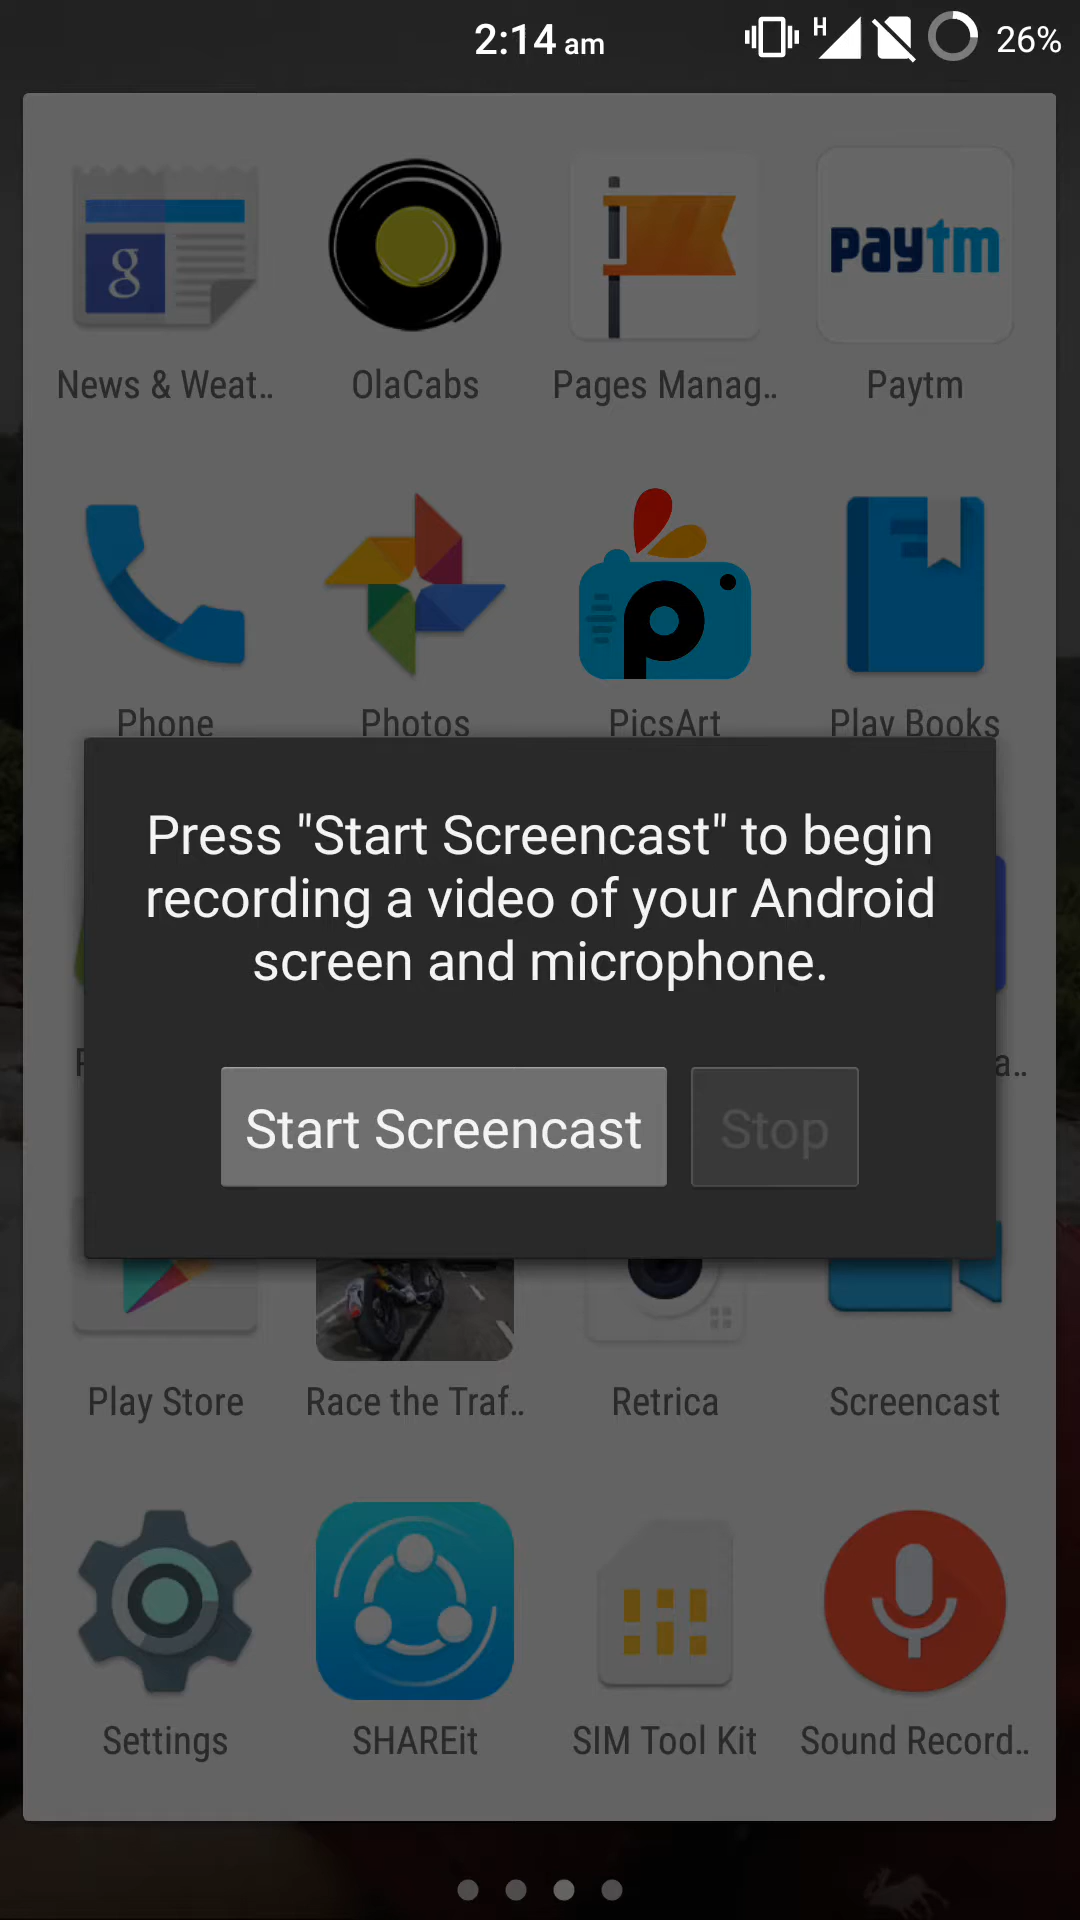 2:14 am H 26%
g
paytm
News & Weat..
OlaCabs
Pages Manag..
Paytm
Phone
Photos
PicsArt
Play Books
Press "Start Screencast" to begin
recording a video of your Android
screen and microphone.
a..
Start Screencast
Stop
Play Store
Race the Traf..
Retrica
Screencast
Settings
SHAREit
SIM Tool Kit
Sound Record..